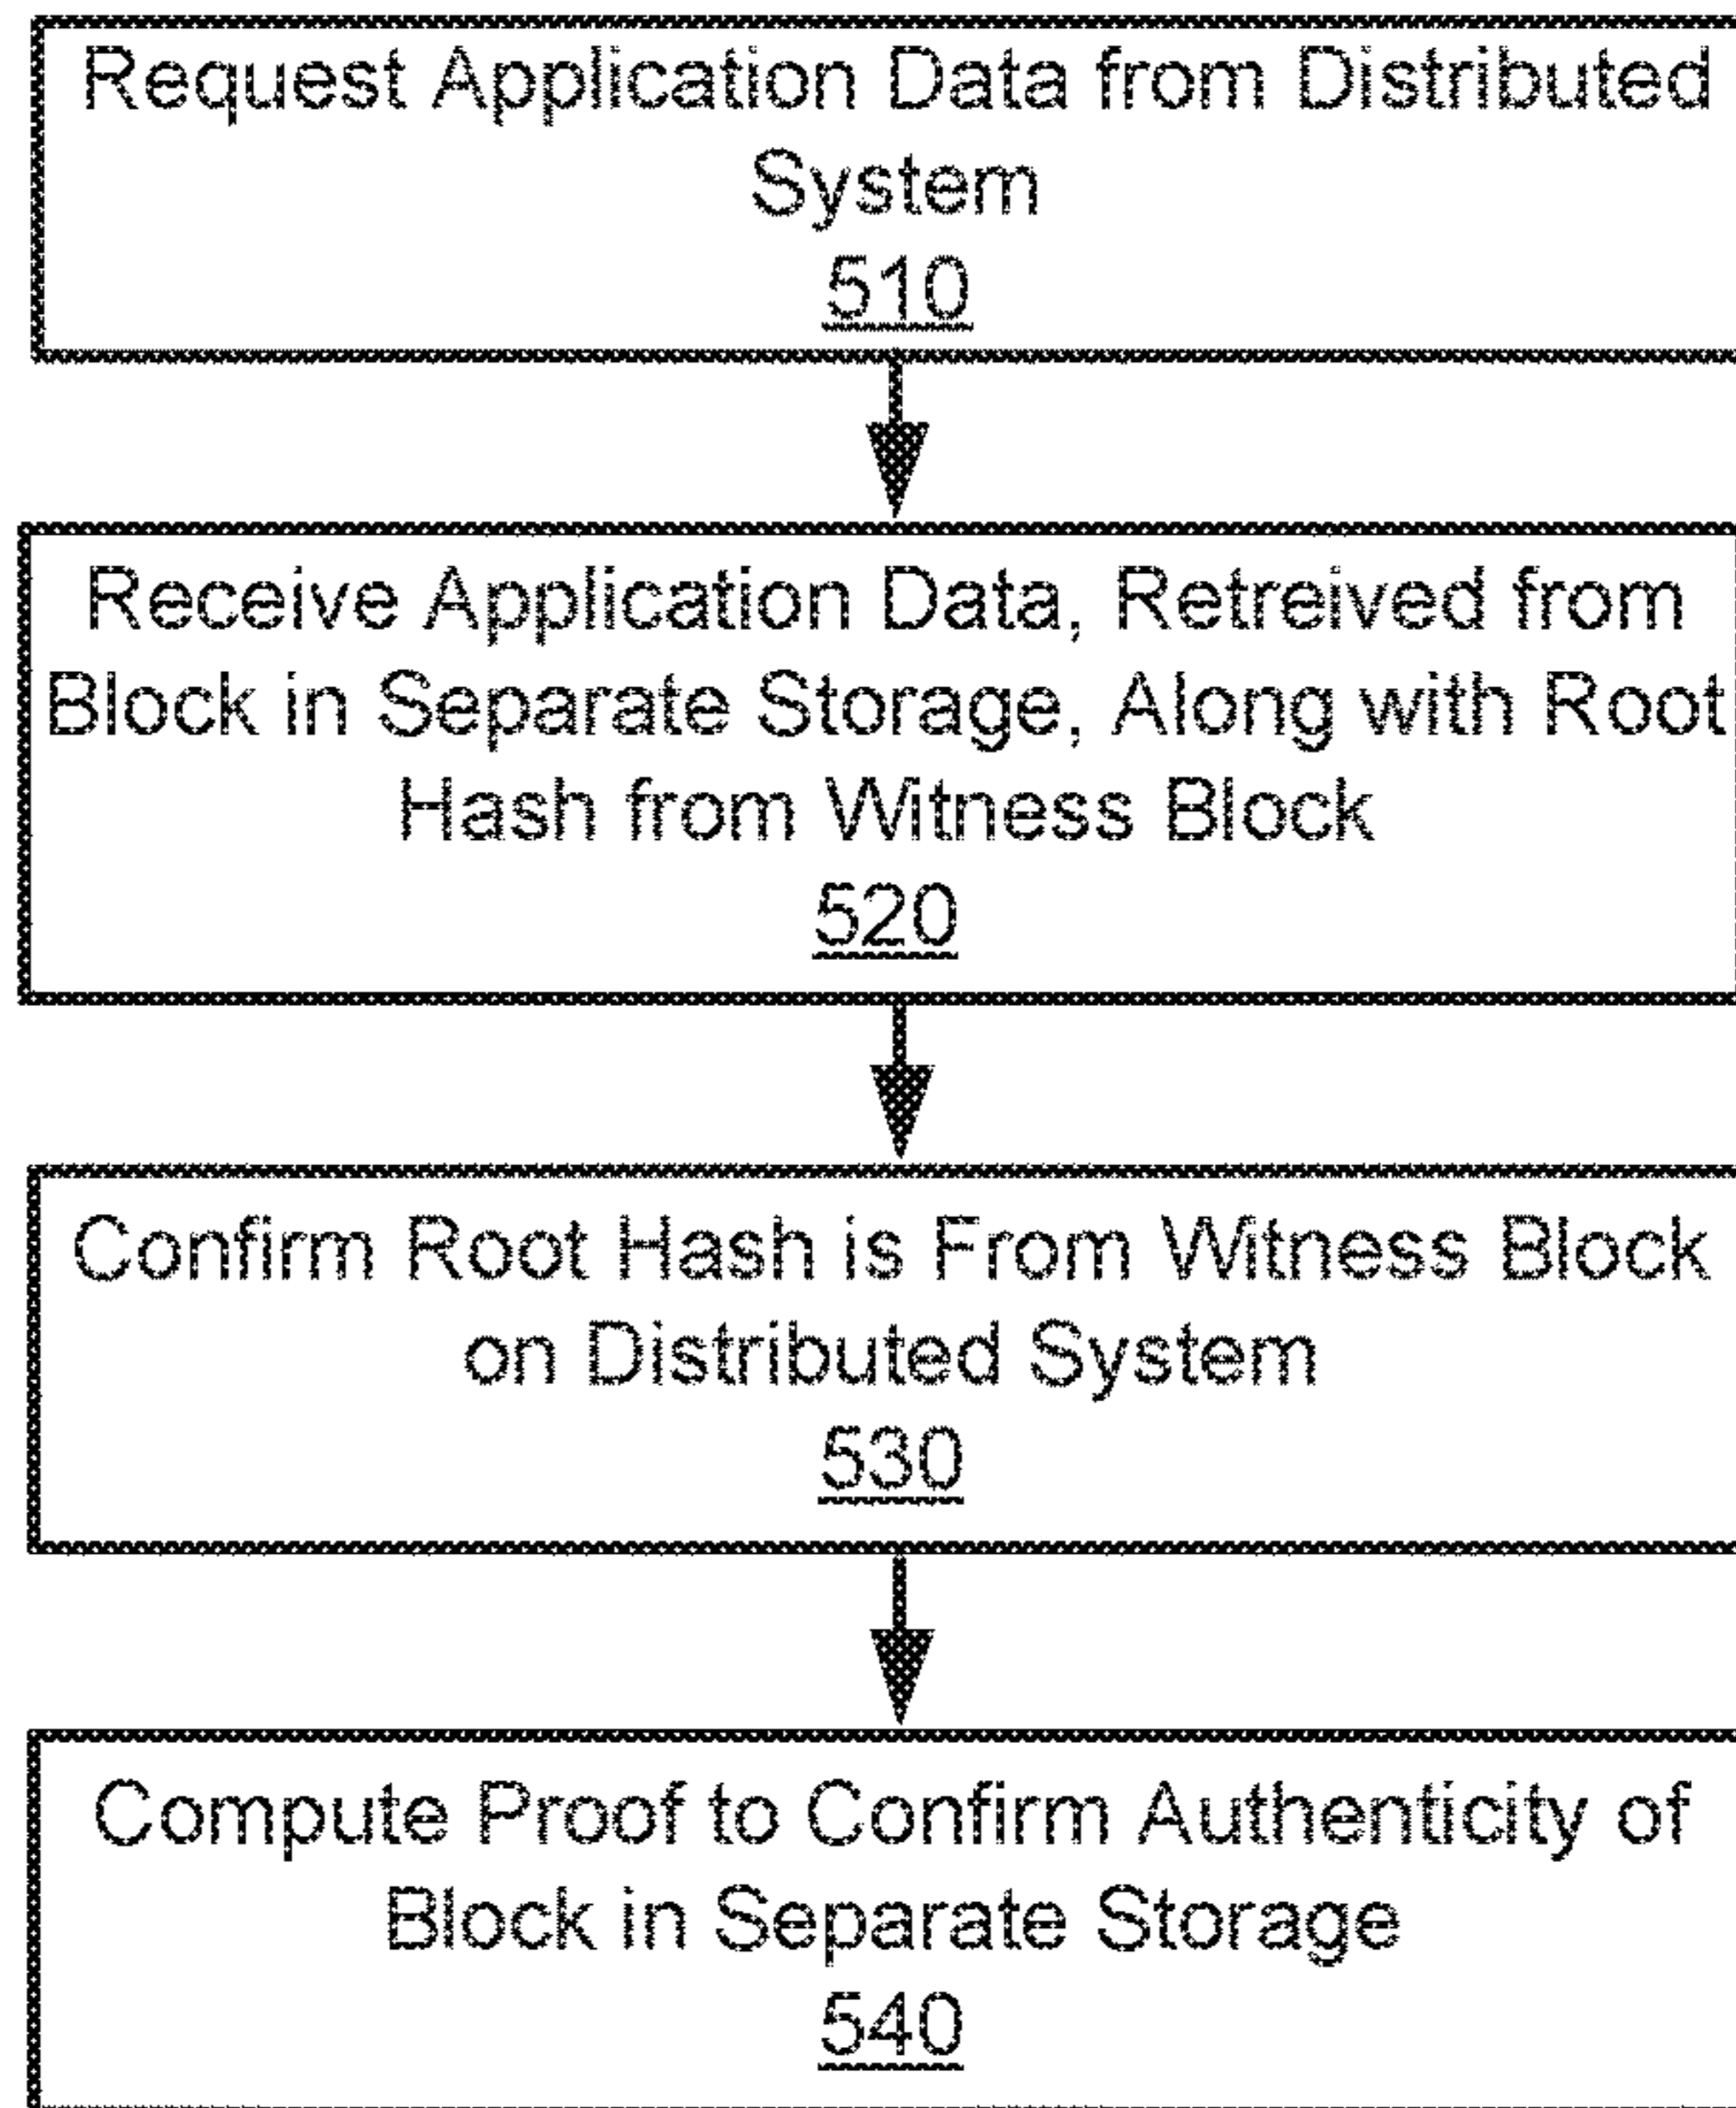 Request Application Data from Distributed
System
510
Receive Application Data, Retreived from
Block in Separate Storage, Along with Root
Hash from Witness Block
520
Confirm Root Hash is From Witness Block
on Distributed System
530
Compute Proof to Confirm Authenticity of
Block in Separate Storage
540